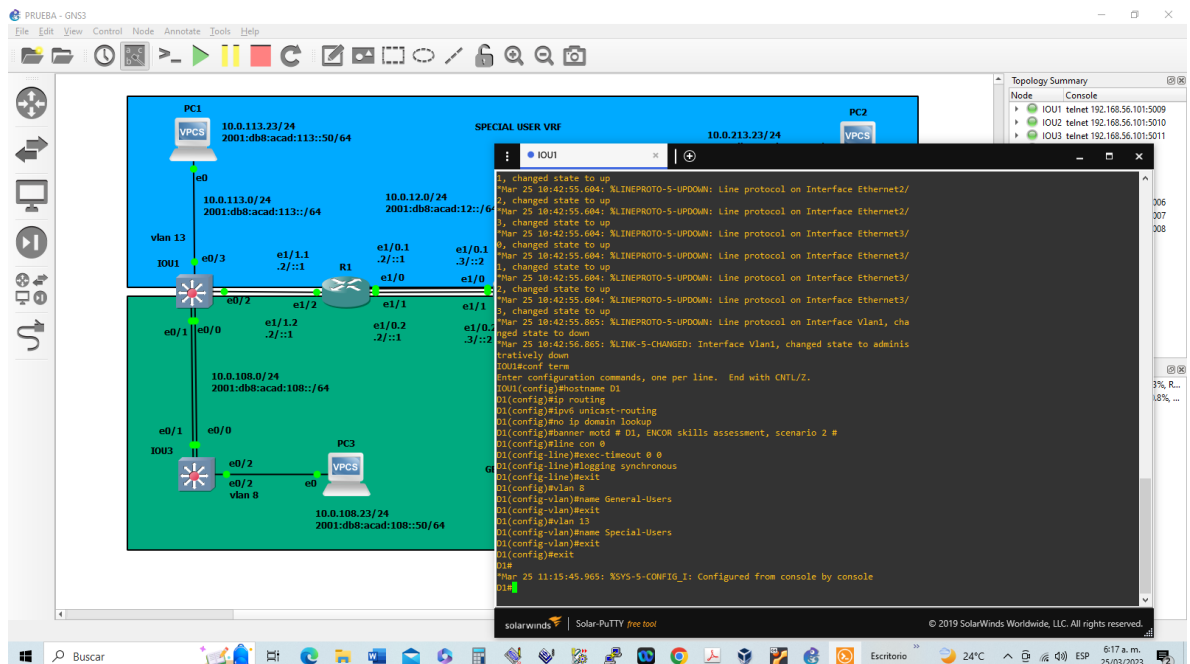 PRUEBA - GNS3
File Edit View Control Node Annotate Tools Help
PC1
VPCS
10.0.113.23/24
2001:db8:acad:113::50/64
SPECIAL USER VRF
PC2
VPCS
10.0.213.23/24
e0
10.0.113.0/24
2001:db8:acad:113::/64
10.0.12.0/24
2001:db8:acad:12::/6
vlan 13
IOU1
e0/3
e1/1.1
.2/::1
R1
e1/0.1
.2/::1
e1/0.1
.3/::2
e1/0
e1/0
e0/2
e1/2
e1/1
e1/1
e0/1
e0/0
e1/1.2
.2/::1
e1/0.2
.2/::1
e1/0.2
.3/::2
10.0.108.0/24
2001:db8:acad:108::/64
e0/1
e0/0
IOU3
e0/2
e0/2
vlan 8
PC3
VPCS
e0
10.0.108.23/24
2001:db8:acad:108::50/64
Topology Summary
Node Console
IOU1 telnet 192.168.56.101:5009
IOU2 telnet 192.168.56.101:5010
IOU3 telnet 192.168.56.101:5011
006
007
008
3%, R...
.8%, ...
IOU1
1, changed state to up
*Mar 25 10:42:55.604: %LINEPROTO-5-UPDOWN: Line protocol on Interface Ethernet2/
2, changed state to up
*Mar 25 10:42:55.604: %LINEPROTO-5-UPDOWN: Line protocol on Interface Ethernet2/
3, changed state to up
*Mar 25 10:42:55.604: %LINEPROTO-5-UPDOWN: Line protocol on Interface Ethernet3/
0, changed state to up
*Mar 25 10:42:55.604: %LINEPROTO-5-UPDOWN: Line protocol on Interface Ethernet3/
1, changed state to up
*Mar 25 10:42:55.604: %LINEPROTO-5-UPDOWN: Line protocol on Interface Ethernet3/
2, changed state to up
*Mar 25 10:42:55.604: %LINEPROTO-5-UPDOWN: Line protocol on Interface Ethernet3/
3, changed state to up
*Mar 25 10:42:55.865: %LINEPROTO-5-UPDOWN: Line protocol on Interface Vlan1, cha
nged state to down
*Mar 25 10:42:56.865: %LINK-5-CHANGED: Interface Vlan1, changed state to adminis
tratively down
IOU1#conf term
Enter configuration commands, one per line. End with CNTL/Z.
IOU1(config)#hostname D1
D1(config)#ip routing
D1(config)#ipv6 unicast-routing
D1(config)#no ip domain lookup
D1(config)#banner motd # D1, ENCOR skills assessment, scenario 2 #
D1(config)#line con 0
D1(config-line)#exec-timeout 0 0
D1(config-line)#logging synchronous
D1(config-line)#exit
D1(config)#vlan 8
D1(config-vlan)#name General-Users
D1(config-vlan)#exit
D1(config)#vlan 13
D1(config-vlan)#name Special-Users
D1(config-vlan)#exit
D1(config)#exit
D1#
*Mar 25 11:15:45.965: %SYS-5-CONFIG_I: Configured from console by console
D1#
solarwinds Solar-PuTTY free tool
© 2019 SolarWinds Worldwide, LLC. All rights reserved.
Buscar
Escritorio
24°C
ESP
6:17 a. m.
25/03/2023